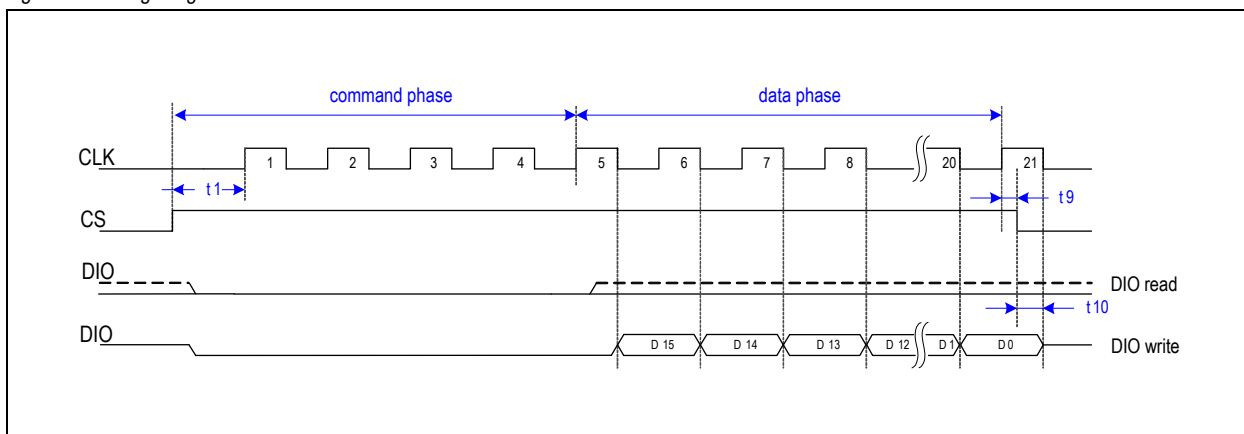 command phase
data phase
CLK
1
2
3
4
5
6
7
8
20
21
t1
t9
CS
DIO
DIO read
t10
DIO
D 15
D 14
D 13
D 12
D 1
D 0
DIO write